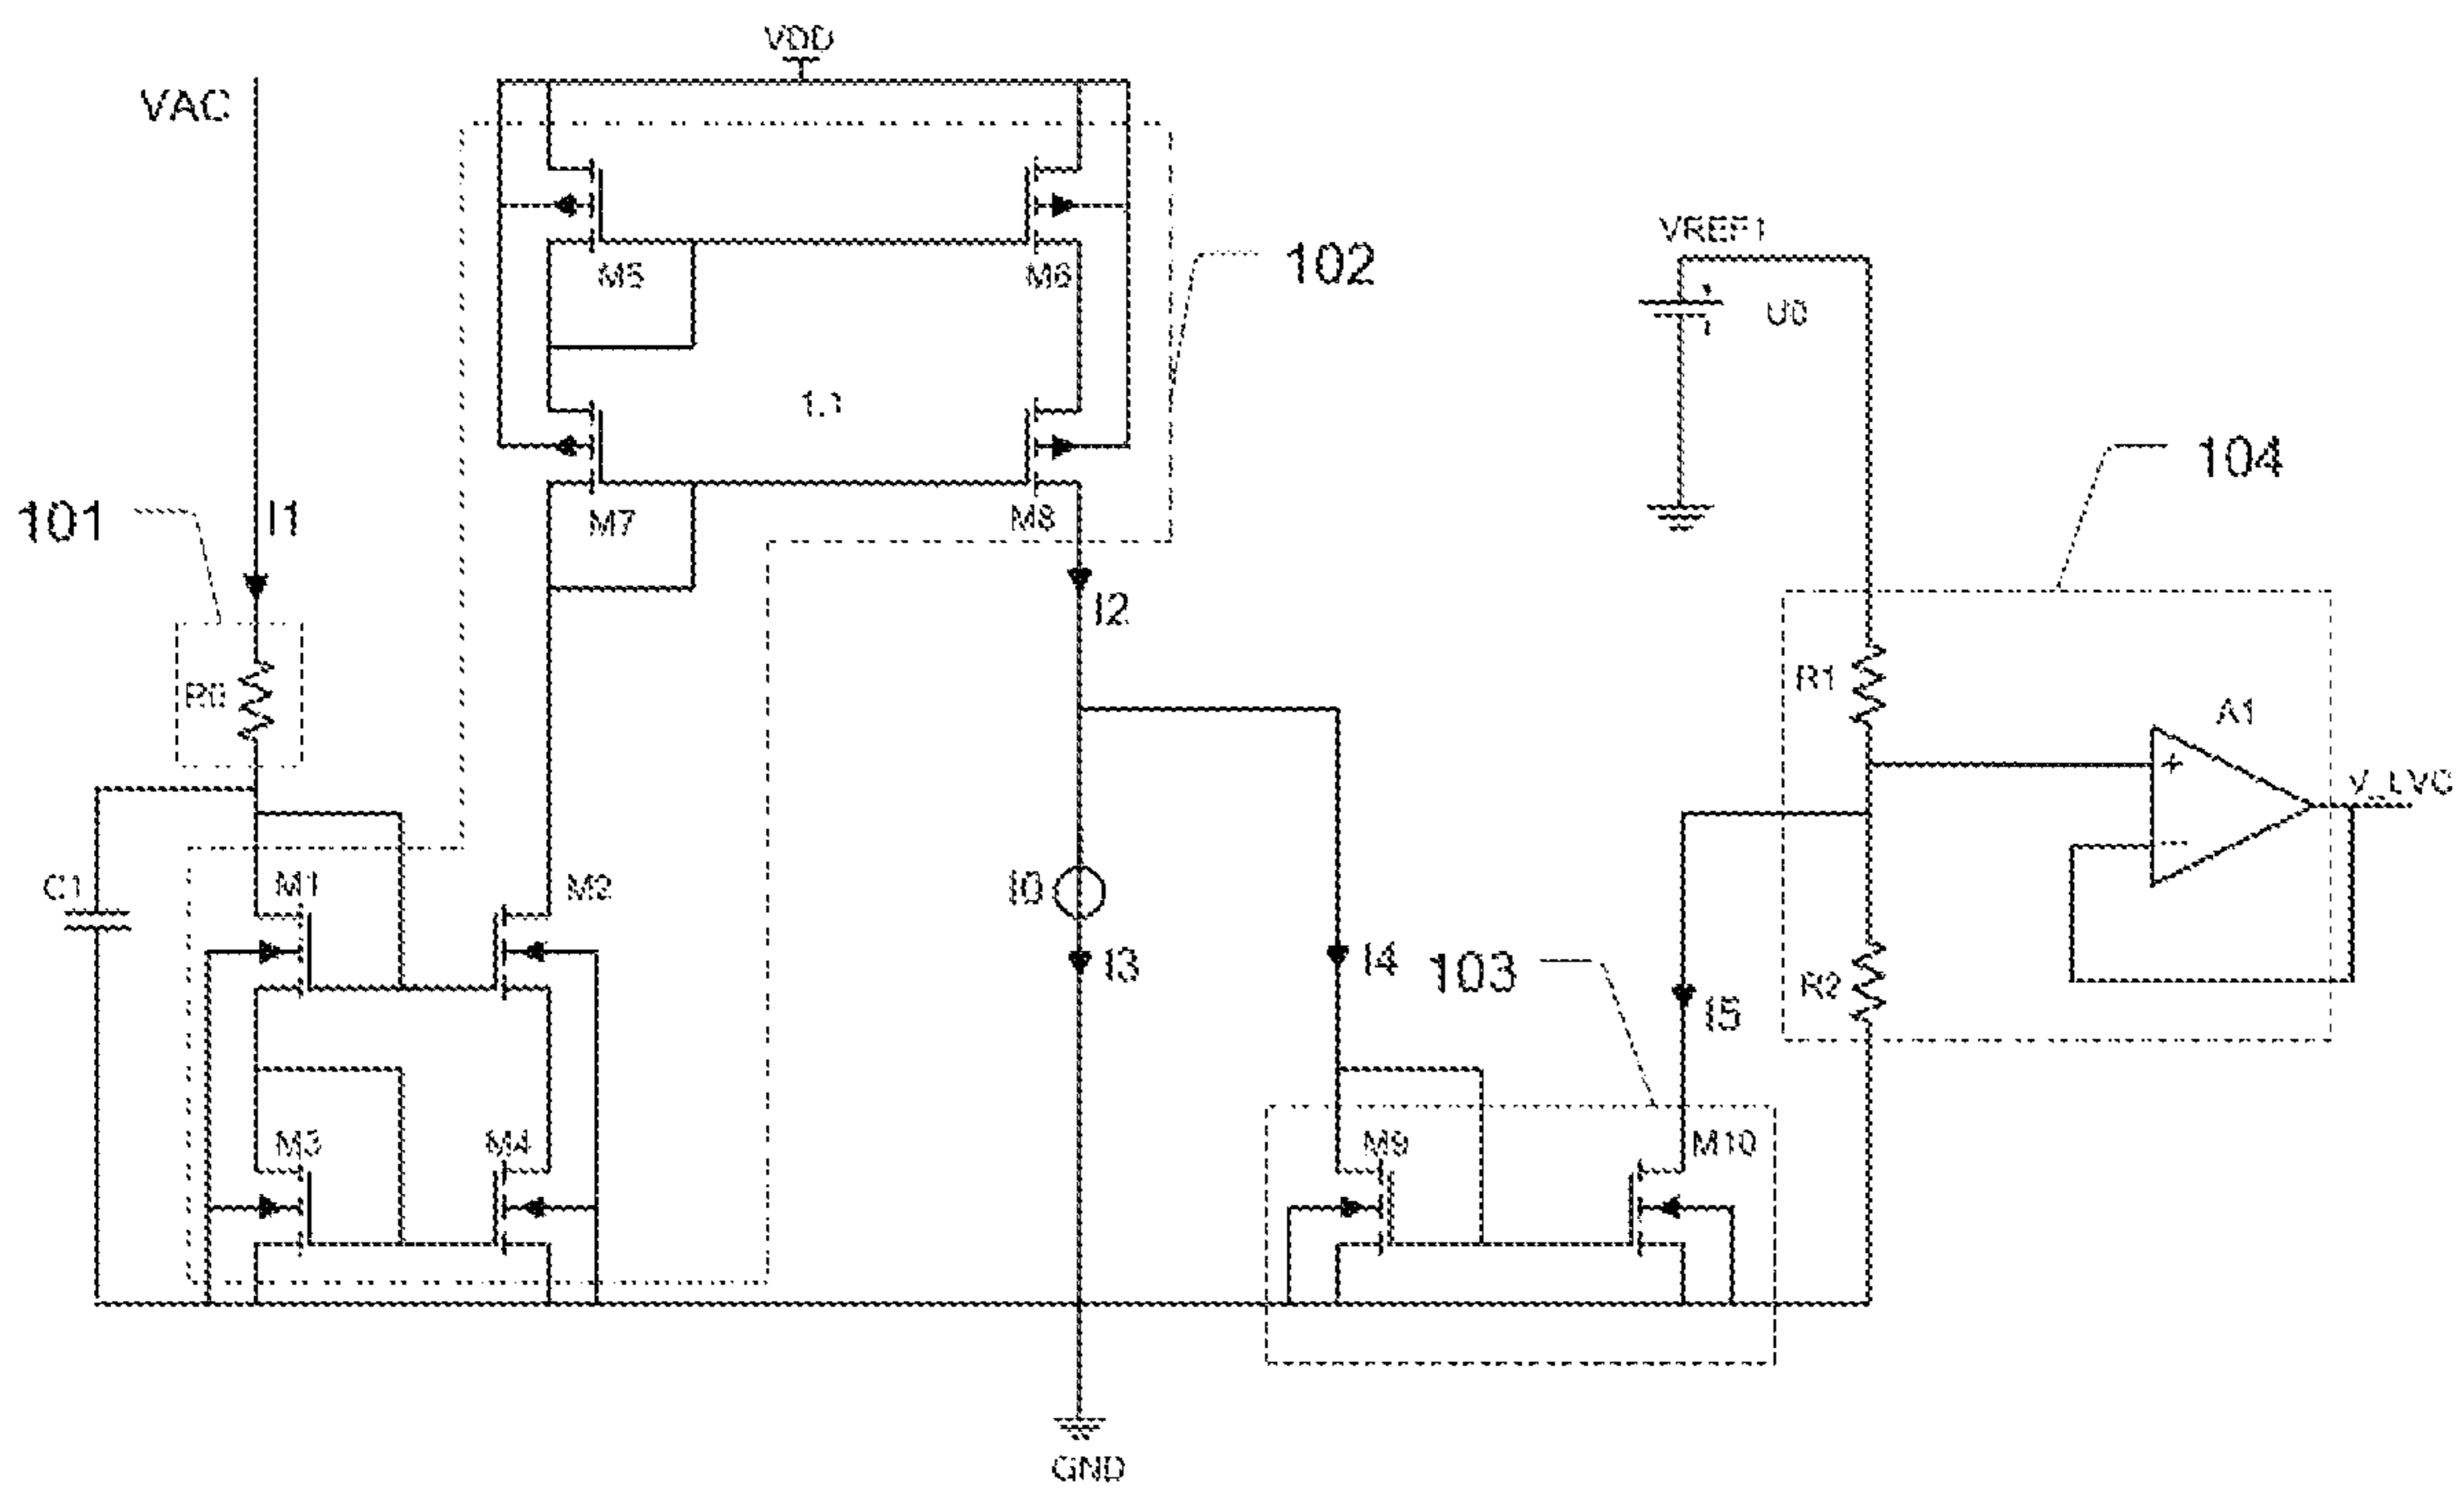 VDD
VAC
M5
M6
102
VREF1
U0
1:1
104
101
I1
M7
M8
I2
R0
R1
A1
+
V_LVC
C1
M1
M2
I0
I3
I4
103
I5
R2
-
M3
M4
M9
M10
GND